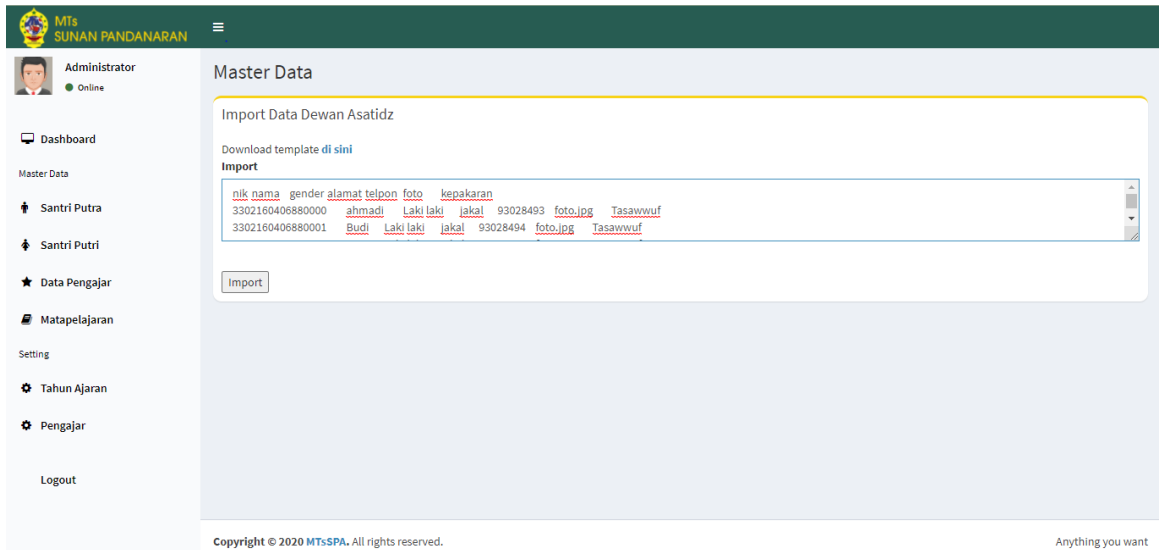 MTs
SUNAN PANDANARAN
Administrator
Online
Dashboard
Master Data
Santri Putra
Santri Putri
Data Pengajar
Matapelajaran
Setting
Tahun Ajaran
Pengajar
Logout
Master Data
Import Data Dewan Asatidz
Download template di sini
Import
nik nama gender alamat telpon foto kepakaran
3302160406880000 ahmadi Laki laki jakal 93028493 foto.jpg Tasawwuf
3302160406880001 Budi Laki laki jakal 93028494 foto.jpg Tasawwuf
Import
Copyright © 2020 MTsSPA. All rights reserved.
Anything you want